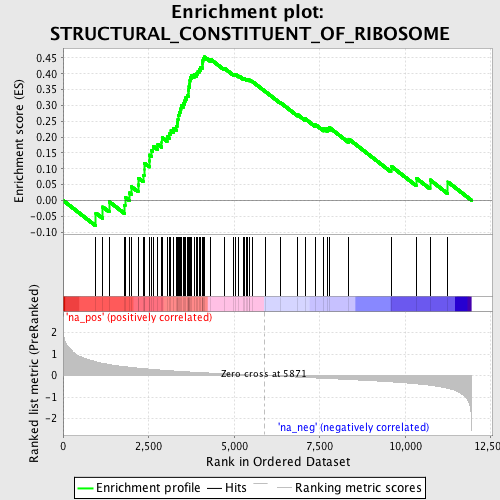 Enrichment plot:
STRUCTURAL_CONSTITUENT_OF_RIBOSOME
Enrichment score (ES)
0.45
0.40
0.35
0.30
0.25
0.20
0.15
0.10
0.05
0.00
-0.05
-0.10
Ranked list metric (PreRanked)
'na_pos' (positively correlated)
2
1
0
-1
-2
Zero cross at 5871
'na_neg' (negatively correlated)
0
2,500
5,000
7,500
10,000
12,500
Rank in Ordered Dataset
Enrichment profile
Hits
Ranking metric scores